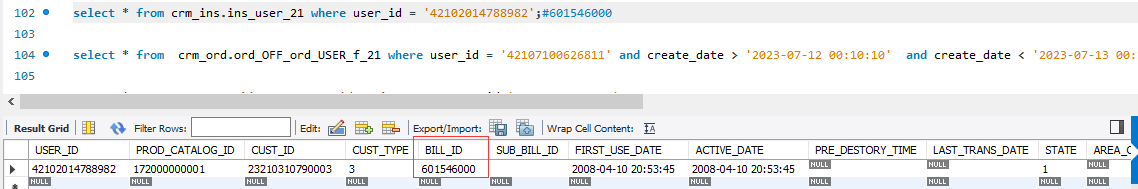 102 select * from crm_ins.ins_user_21 where user_id = '42102014788982';#601546000
103
104 select * from crm_ord.ord_OFF_ord_USER_f_21 where user_id = '42107100626811' and create_date > '2023-07-12 00:10:10' and create_date < '2023-07-13 00:
105
Result Grid Filter Rows: Edit: Export/Import: Wrap Cell Content: IA
USER_ID PROD_CATALOG_ID CUST_ID CUST_TYPE BILL_ID SUB_BILL_ID FIRST_USE_DATE ACTIVE_DATE PRE_DESTORY_TIME LAST_TRANS_DATE STATE AREA_C
42102014788982 172000000001 23210310790003 3 601546000 NULL 2008-04-10 20:53:45 2008-04-10 20:53:45 NULL NULL 1 NULL
NULL NULL NULL NULL NULL NULL NULL NULL NULL NULL NULL NULL